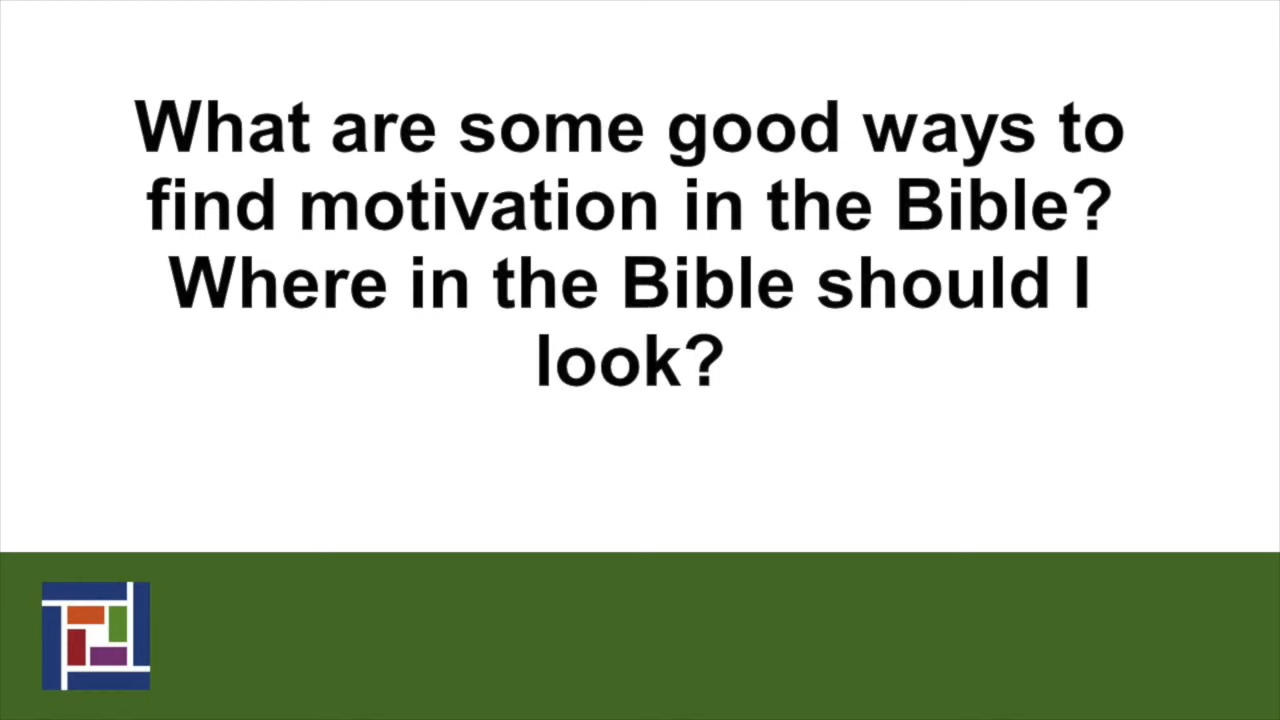 What are some good ways to
find motivation in the Bible?
Where in the Bible should I
look?